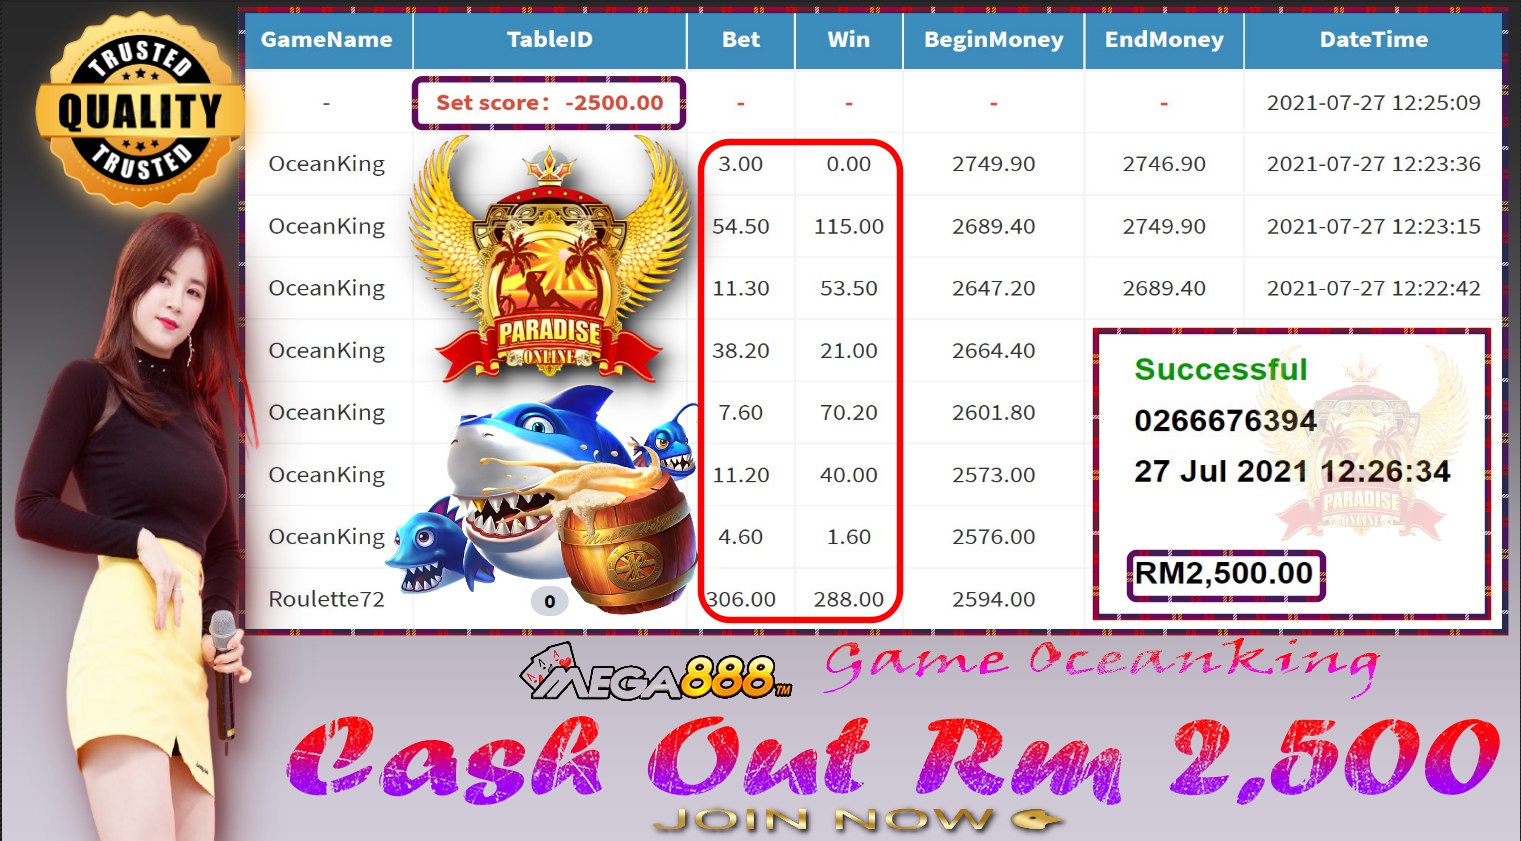 TRUSTED
QUALITY
TRUSTED
GameName TableID Bet Win BeginMoney EndMoney DateTime
- Set score: -2500.00 - - - - 2021-07-27 12:25:09
OceanKing 3.00 0.00 2749.90 2746.90 2021-07-27 12:23:36
OceanKing 54.50 115.00 2689.40 2749.90 2021-07-27 12:23:15
OceanKing 11.30 53.50 2647.20 2689.40 2021-07-27 12:22:42
OceanKing 38.20 21.00 2664.40
OceanKing 7.60 70.20 2601.80
OceanKing 11.20 40.00 2573.00
OceanKing 4.60 1.60 2576.00
Roulette72 0 306.00 288.00 2594.00
PARADISE
ONLINE
Successful
0266676394
27 Jul 2021 12:26:34
PARADISE
ONLINE
RM2,500.00
MEGA888 TM Game Oceanking
Cash Out Rm 2,500
JOIN NOW